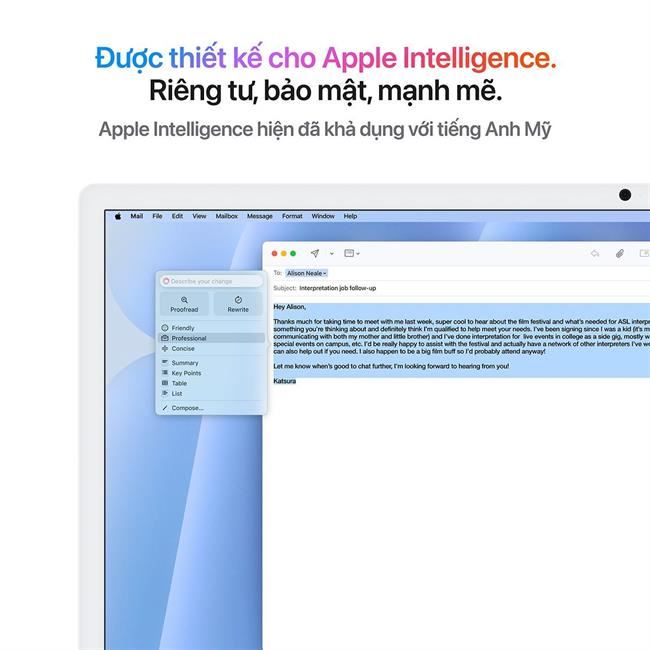 Được thiết kế cho Apple Intelligence.
Riêng tư, bảo mật, mạnh mẽ.
Apple Intelligence hiện đã khả dụng với tiếng Anh Mỹ
Mail File Edit View Mailbox Message Format Window Help
To: Alison Neale
Subject: Interpretation job follow-up
Describe your change
Proofread Rewrite
Friendly
Professional
Concise
Summary
Key Points
Table
List
Compose...
Hey Alison,
Thanks much for taking time to meet with me last week, super cool to hear about the film festival and what's needed for ASL interp
something you're thinking about and definitely think I'm qualified to help meet your needs. I've been signing since I was a kid (it's m
communicating with both my mother and little brother) and I've done interpretation for live events in college as a side gig, mostly w
special events on campus, etc. I'd be really happy to assist with the festival and actually have a network of other interpreters I've wo
can also help out if you need. I also happen to be a big film buff so I'd probably attend anyway!
Let me know when's good to chat further, I'm looking forward to hearing from you!
Katsura